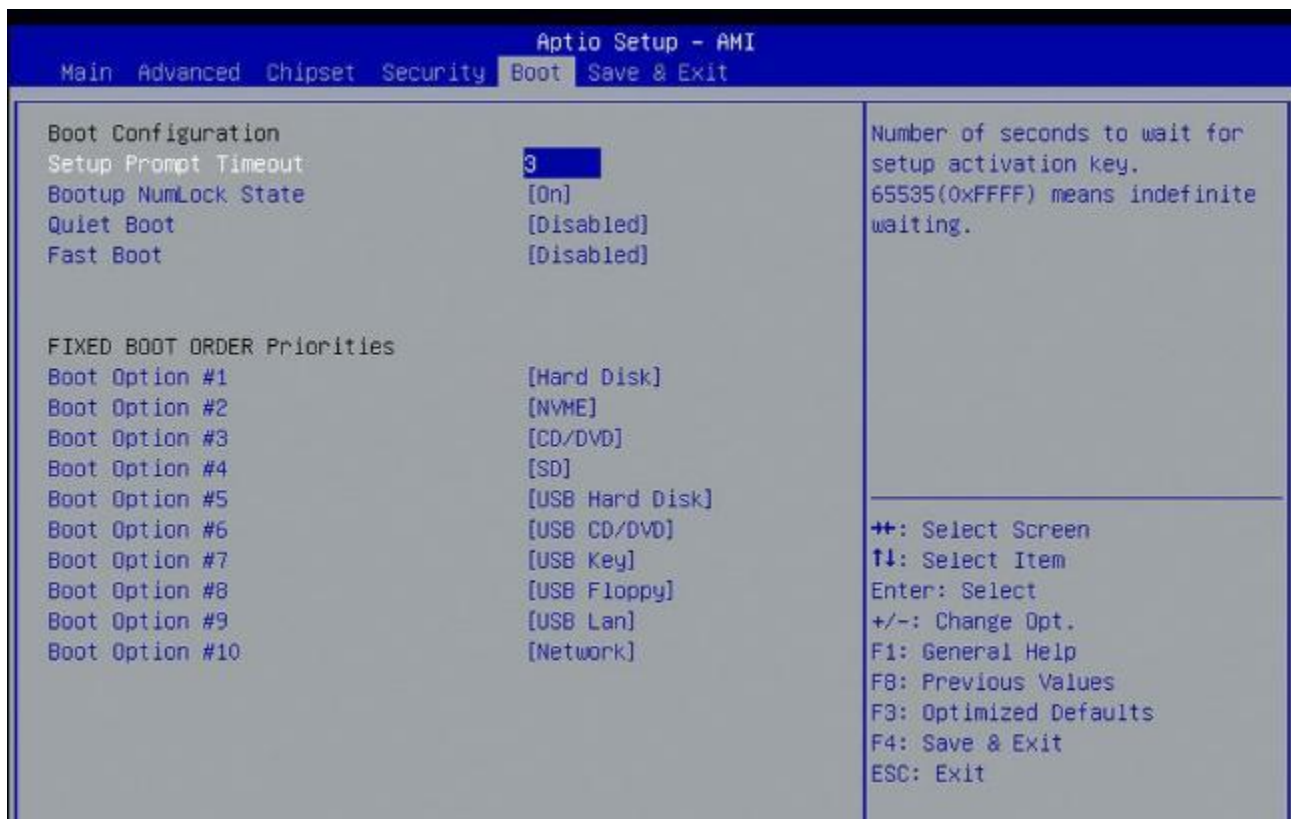 Aptio Setup - AMI
Main Advanced Chipset Security Boot Save & Exit
Boot Configuration
Setup Prompt Timeout 3
Bootup NumLock State [On]
Quiet Boot [Disabled]
Fast Boot [Disabled]
FIXED BOOT ORDER Priorities
Boot Option #1 [Hard Disk]
Boot Option #2 [NVME]
Boot Option #3 [CD/DVD]
Boot Option #4 [SD]
Boot Option #5 [USB Hard Disk]
Boot Option #6 [USB CD/DVD]
Boot Option #7 [USB Key]
Boot Option #8 [USB Floppy]
Boot Option #9 [USB Lan]
Boot Option #10 [Network]
Number of seconds to wait for
setup activation key.
65535(0xFFFF) means indefinite
waiting.
→←: Select Screen
↑↓: Select Item
Enter: Select
+/-: Change Opt.
F1: General Help
F8: Previous Values
F3: Optimized Defaults
F4: Save & Exit
ESC: Exit